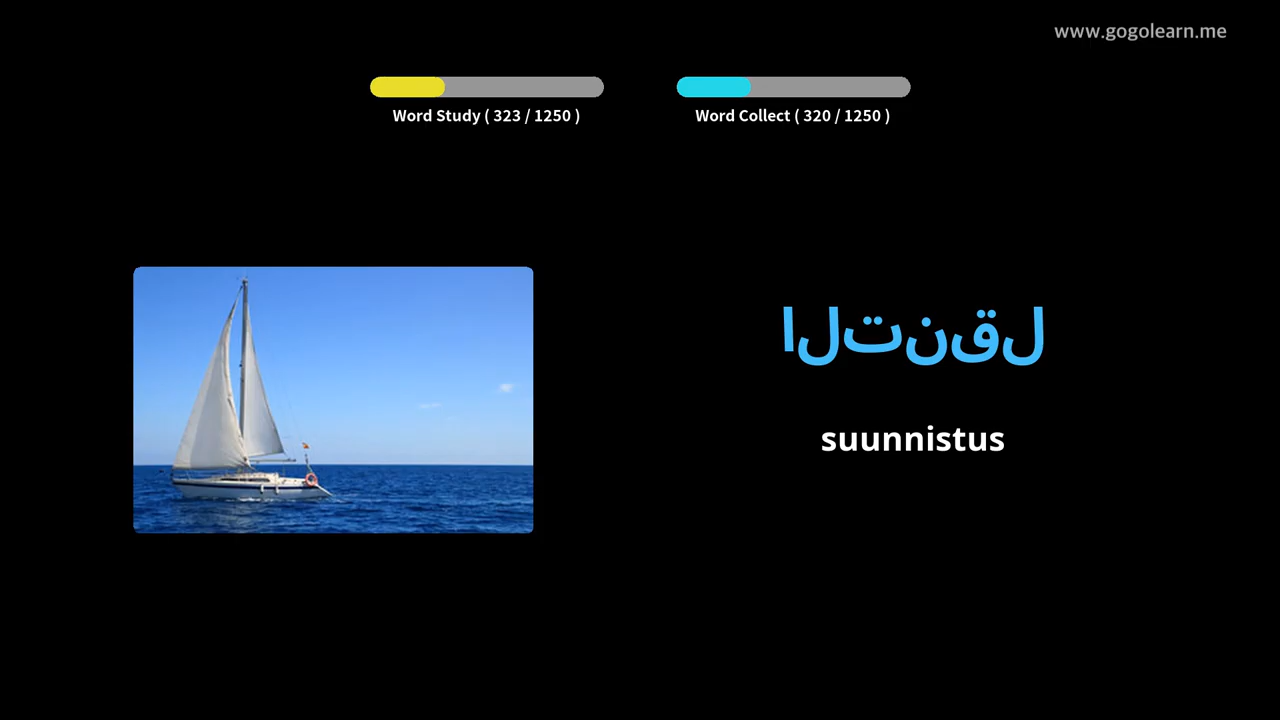 www.gogolearn.me
Word Study ( 323 / 1250 )
Word Collect ( 320 / 1250 )
التنقل
suunnistus